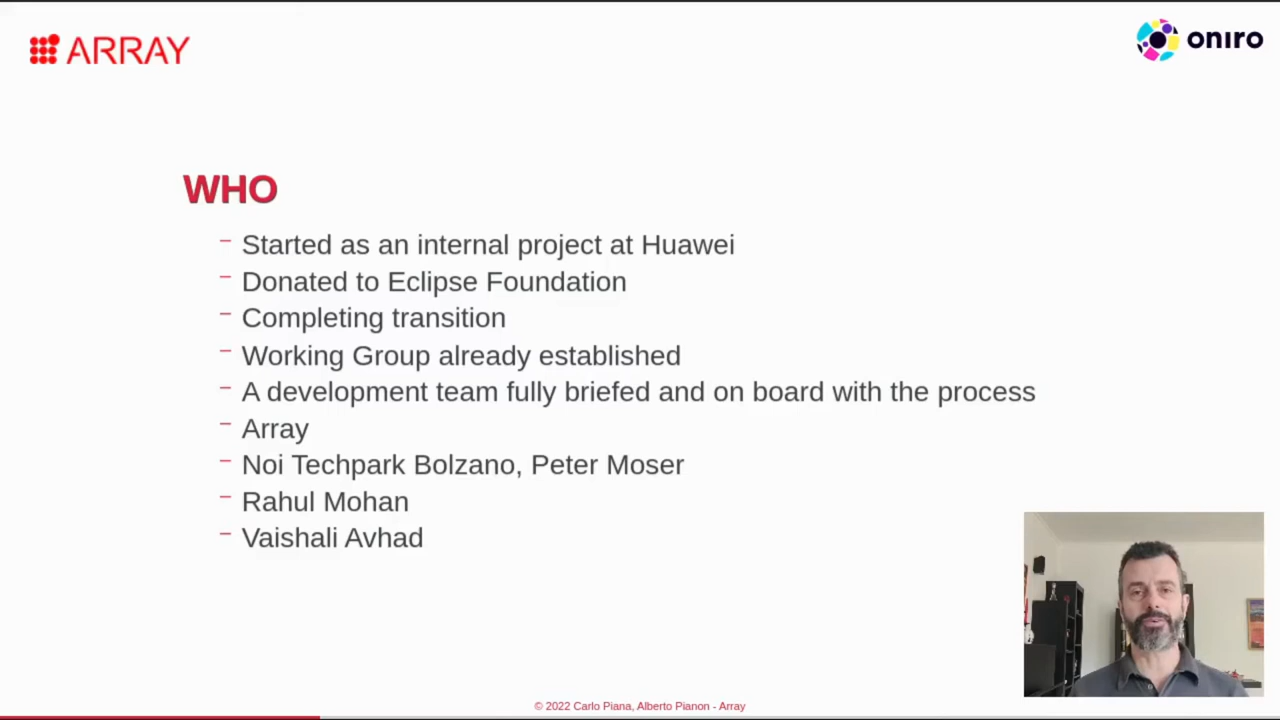 ARRAY
oniro
WHO
– Started as an internal project at Huawei
– Donated to Eclipse Foundation
– Completing transition
– Working Group already established
– A development team fully briefed and on board with the process
– Array
– Noi Techpark Bolzano, Peter Moser
– Rahul Mohan
– Vaishali Avhad
© 2022 Carlo Piana, Alberto Pianon - Array